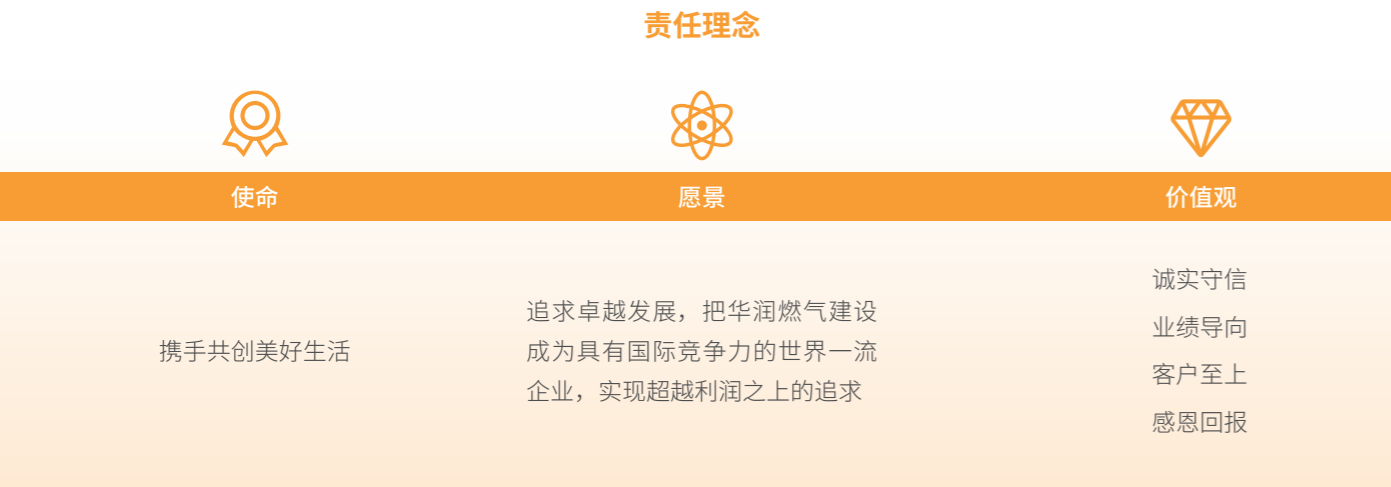 责任理念
使命
愿景
价值观
携手共创美好生活
追求卓越发展，把华润燃气建设
成为具有国际竞争力的世界一流
企业，实现超越利润之上的追求
诚实守信
业绩导向
客户至上
感恩回报